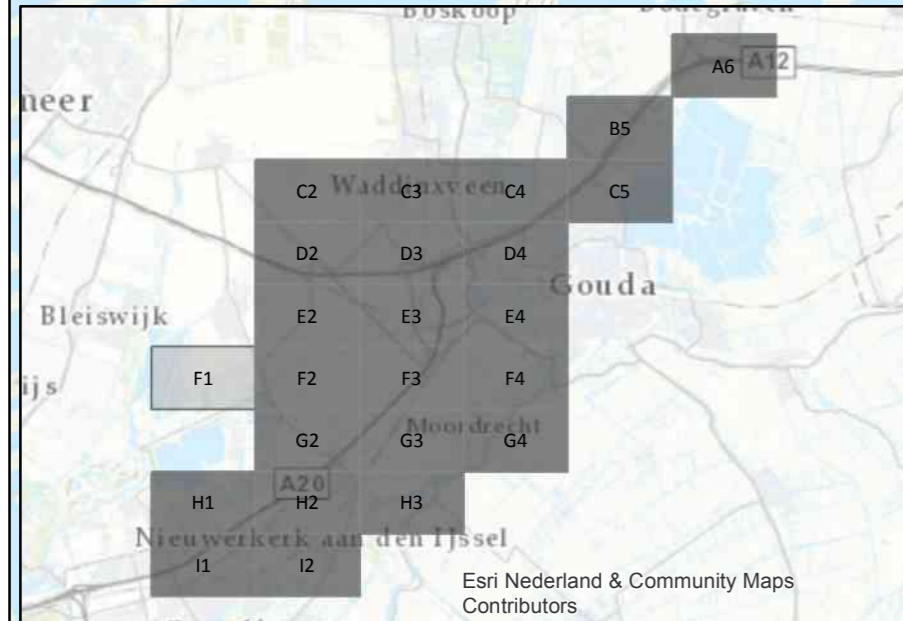 Boskoop
A6
A12
meer
B5
C2
Waddinxveen
C3
C4
C5
D2
D3
D4
Gouda
Bleiswijk
E2
E3
E4
ijs
F1
F2
F3
F4
G2
Moordrecht
G3
G4
A20
H1
H2
H3
Nieuwerkerk aan den IJssel
I1
I2
Esri Nederland & Community Maps
Contributors